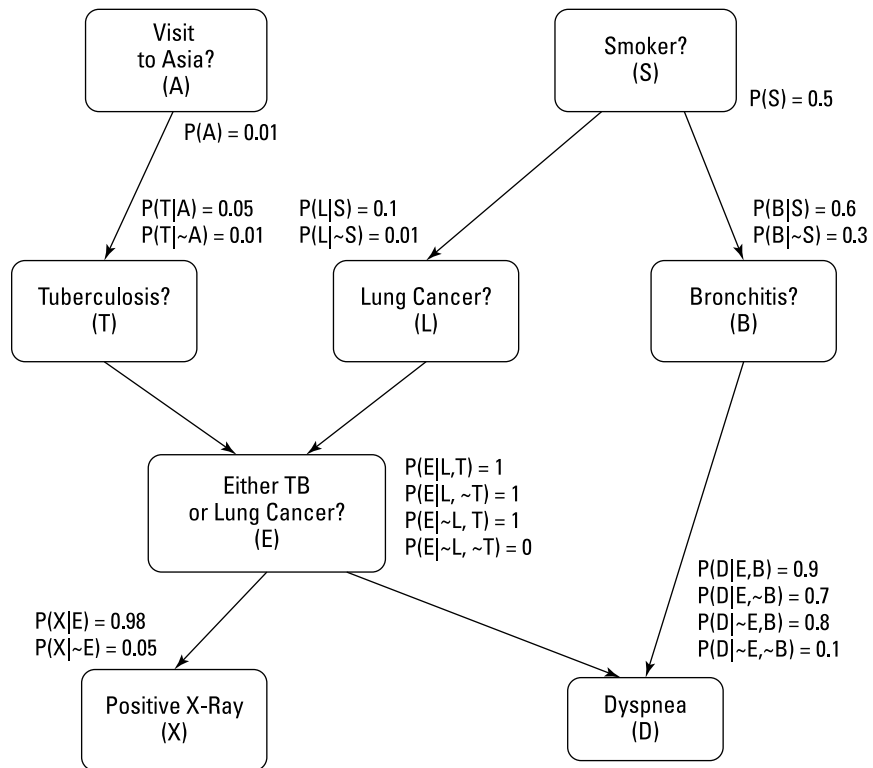 Visit
to Asia?
(A)
Smoker?
(S)
P(S) = 0.5
P(A) = 0.01
P(T|A) = 0.05
P(T|~A) = 0.01
P(L|S) = 0.1
P(L|~S) = 0.01
P(B|S) = 0.6
P(B|~S) = 0.3
Tuberculosis?
(T)
Lung Cancer?
(L)
Bronchitis?
(B)
Either TB
or Lung Cancer?
(E)
P(E|L,T) = 1
P(E|L, ~T) = 1
P(E|~L, T) = 1
P(E|~L, ~T) = 0
P(X|E) = 0.98
P(X|~E) = 0.05
P(D|E,B) = 0.9
P(D|E,~B) = 0.7
P(D|~E,B) = 0.8
P(D|~E,~B) = 0.1
Positive X-Ray
(X)
Dyspnea
(D)